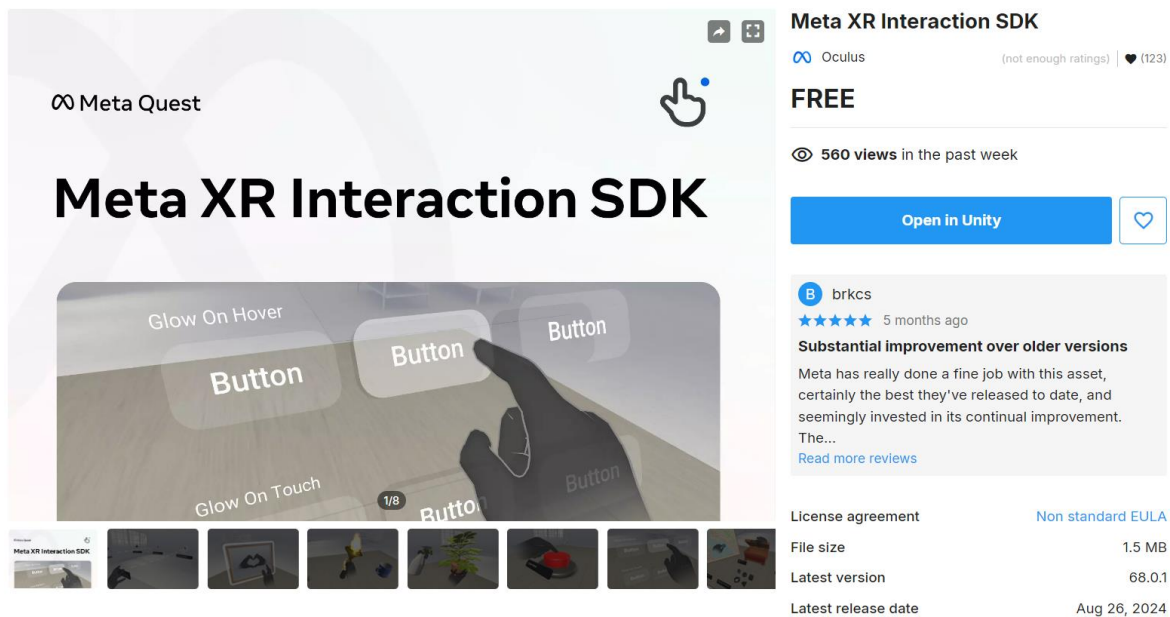 Meta Quest
Meta XR Interaction SDK
Glow On Hover
Button
Button
Button
Glow On Touch
Button
Button
1/8
Meta XR Interaction SDK
Meta XR Interaction SDK
Oculus
(not enough ratings)
(123)
FREE
560 views in the past week
Open in Unity
B
brkcs
5 months ago
Substantial improvement over older versions
Meta has really done a fine job with this asset,
certainly the best they've released to date, and
seemingly invested in its continual improvement.
The...
Read more reviews
License agreement
Non standard EULA
File size
1.5 MB
Latest version
68.0.1
Latest release date
Aug 26, 2024